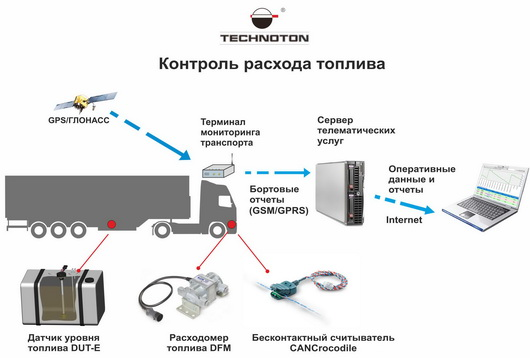 TECHNOTON
Контроль расхода топлива
GPS/ГЛОНАСС
Терминал
мониторинга
транспорта
Сервер
телематических
услуг
Бортовые
отчеты
(GSM/GPRS)
Оперативные
данные и
отчеты
Internet
Датчик уровня
топлива DUT-E
Расходомер
топлива DFM
Бесконтактный считыватель
CANCrocodile